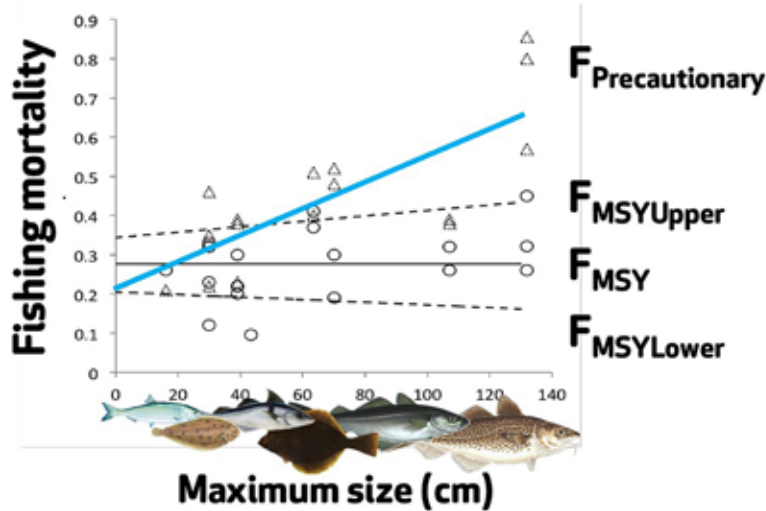 Fishing mortality
0.9
0.8
0.7
0.6
0.5
0.4
0.3
0.2
0.1
0
0 20 40 60 80 100 120 140
Maximum size (cm)
FPrecautionary
FMSYUpper
FMSY
FMSYLower